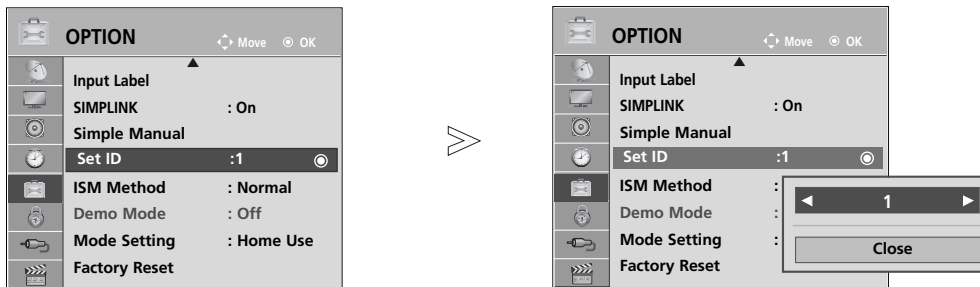 OPTION Move OK
Input Label
SIMPLINK : On
Simple Manual
Set ID :1
ISM Method : Normal
Demo Mode : Off
Mode Setting : Home Use
Factory Reset
OPTION Move OK
Input Label
SIMPLINK : On
Simple Manual
Set ID :1
ISM Method :
Demo Mode :
Mode Setting :
Factory Reset
1
Close